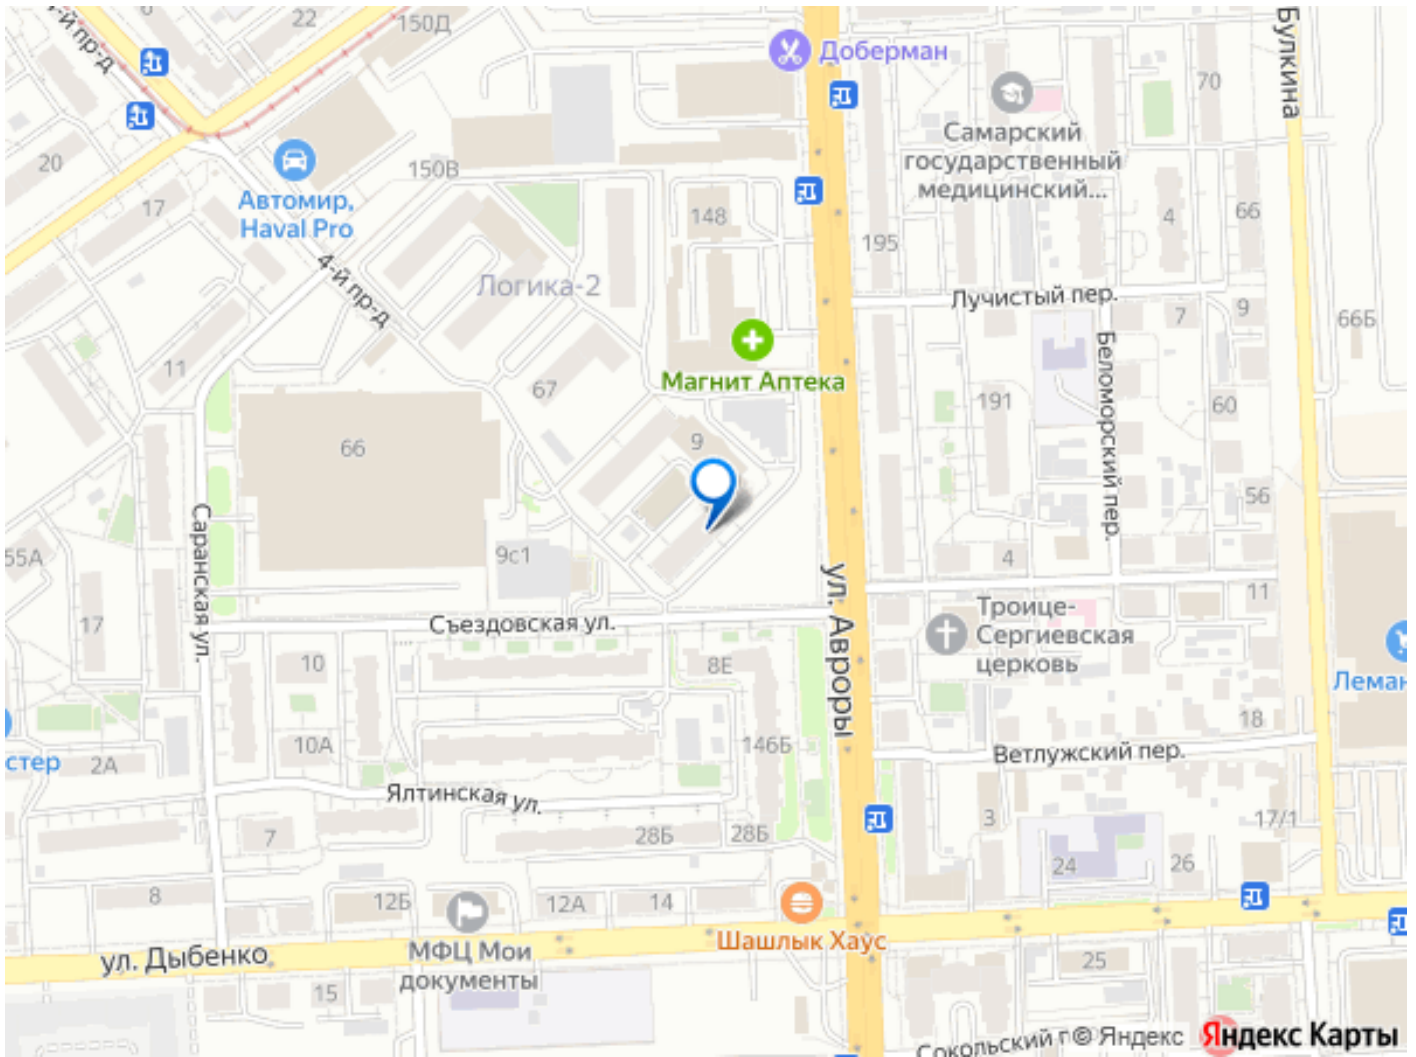 й пр-д
22
150Д
Доберман
Булкина
70
Самарский
государственный
медицинский...
20
150В
Автомир,
Haval Pro
17
148
4
66
195
4-й пр-д
Логика-2
Лучистый пер.
7
9
66Б
Беломорский пер.
11
67
Магнит Аптека
191
60
66
9
56
Саранская ул.
55А
9с1
4
ул. Авроры
11
Троице-
Сергиевская
церковь
17
Съездовская ул.
10
8Е
Леман
18
10А
146Б
Ветлужский пер.
стер
2А
Ялтинская ул.
7
28Б
28Б
3
17/1
24
26
8
12Б
12А
14
Шашлык Хаус
ул. Дыбенко
МФЦ Мои
документы
25
15
Сокольский п
© Яндекс
Яндекс Карты